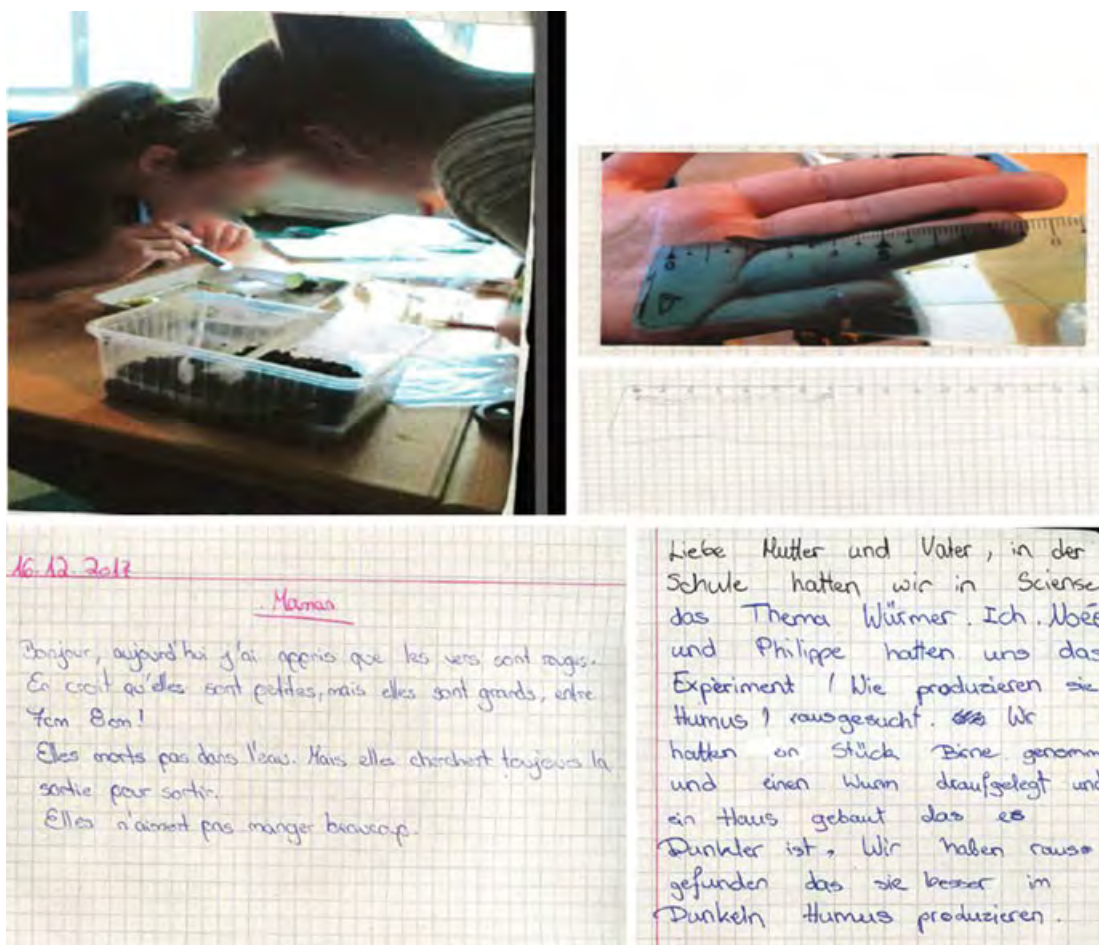 16.12.2017
Maman
Bonjour, aujourd'hui j'ai appris que les vers sont rouges.
En croit qu'elles sont petites, mais elles sont grands, entre
7cm 8cm!
Elles morts pas dans l'eau. Mais elles cherchent toujours la
sortie pour sortir.
Elles n'aiment pas manger beaucoup.
Liebe Mutter und Vater, in der
Schule hatten wir in Sciense
das Thema Würmer. Ich, Noée
und Philippe hatten uns das
Experiment ! Wie produzieren sie
Humus ! rausgesucht. Wr
hatten en Stück Birne genomm
und einen Wurm draufgelegt und
ein Haus gebaut das es
Dunkler ist, Wir haben raus
gefunden das sie besser im
Dunkeln Humus produzieren.